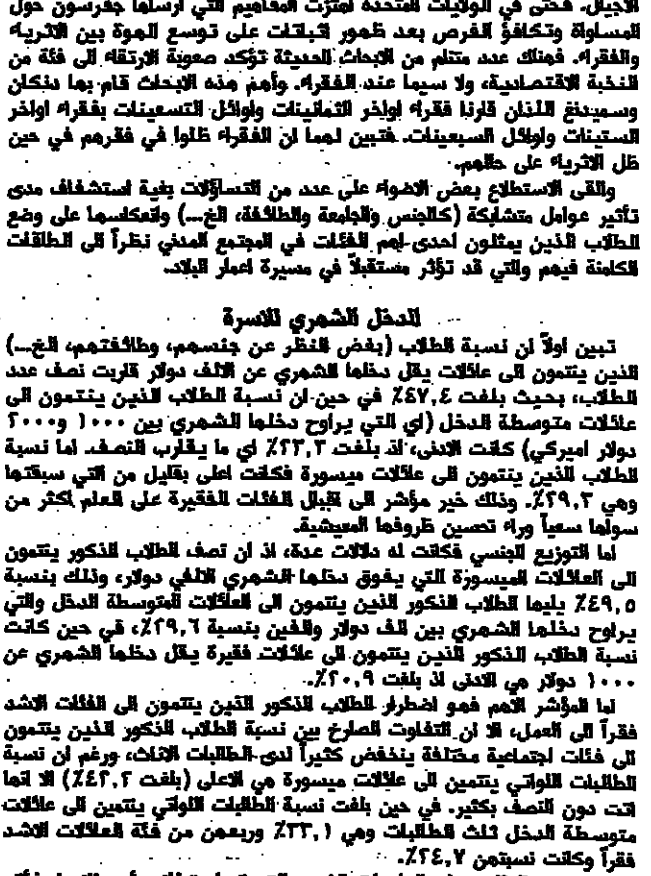 الاجيال. فحتى في الولايات المتحدة اهتزت المفاهيم التي ارسلها جفرسون حول
المساواة وتكافؤ الفرص بعد ظهور اثباتات على توسع الهوة بين الاثرياء
والفقراء. فهناك عدد متنام من الابحاث الحديثة تؤكد صعوبة الارتقاء الى فئة من
النخبة الاقتصادية، ولا سيما عند الفقراء. وأهم هذه الابحاث قام بها دنكان
وسميدنغ اللذان قارنا فقراء اواخر الثمانينات واوائل التسعينات بفقراء اواخر
الستينات واوائل السبعينات. فتبين لهما ان الفقراء ظلوا في فقرهم في حين
ظل الاثرياء على حالهم.
والقى الاستطلاع بعض الاضواء على عدد من التساؤلات بغية استشفاف مدى
تأثير عوامل متشابكة (كالجنس والجامعة والطائفة، الخ...) وانعكاسها على وضع
الطلاب الذين يمثلون احدى اهم الفئات في المجتمع المدني نظراً الى الطاقات
الكامنة فيهم والتي قد تؤثر مستقبلاً في مسيرة اعمار البلاد.
الدخل الشهري للاسرة
تبين اولاً ان نسبة الطلاب (بغض النظر عن جنسهم، وطائفتهم، الخ...)
الذين ينتمون الى عائلات يقل دخلها الشهري عن الالف دولار قاربت نصف عدد
الطلاب، بحيث بلغت ٤٧,٤٪ في حين ان نسبة الطلاب الذين ينتمون الى
عائلات متوسطة الدخل (اي التي يراوح دخلها الشهري بين ١٠٠٠ و٢٠٠٠
دولار اميركي) كانت الادنى، اذ بلغت ٢٣,٣٪ اي ما يقارب النصف. اما نسبة
الطلاب الذين ينتمون الى عائلات ميسورة فكانت اعلى بقليل من التي سبقتها
وهي ٢٩,٣٪. وذلك خير مؤشر الى اقبال الفئات الفقيرة على العلم اكثر من
سواها سعياً وراء تحسين ظروفها المعيشية.
اما التوزيع الجنسي فكانت له دلالات عدة، اذ ان نصف الطلاب الذكور ينتمون
الى العائلات الميسورة التي يفوق دخلها الشهري الالفي دولار، وذلك بنسبة
٤٩,٥٪ يليها الطلاب الذكور الذين ينتمون الى العائلات المتوسطة الدخل والتي
يراوح دخلها الشهري بين الف دولار والفين بنسبة ٢٩,٦٪، في حين كانت
نسبة الطلاب الذكور الذين ينتمون الى عائلات فقيرة يقل دخلها الشهري عن
١٠٠٠ دولار هي الادنى اذ بلغت ٢٠,٩٪.
اما المؤشر الاهم فهو اضطرار الطلاب الذكور الذين ينتمون الى الفئات الاشد
فقراً الى العمل، الا ان التفاوت الصارخ بين نسبة الطلاب الذكور الذين ينتمون
الى فئات اجتماعية مختلفة ينخفض كثيراً لدى الطالبات الاناث، ورغم ان نسبة
الطالبات اللواتي ينتمين الى عائلات ميسورة هي الاعلى (بلغت ٤٢,٢٪) الا انها
اتت دون النصف بكثير. في حين بلغت نسبة الطالبات اللواتي ينتمين الى عائلات
متوسطة الدخل ثلث الطالبات وهي ٣٣,١٪ وربعهن من فئة العائلات الاشد
فقراً وكانت نسبتهن ٢٤,٧٪.